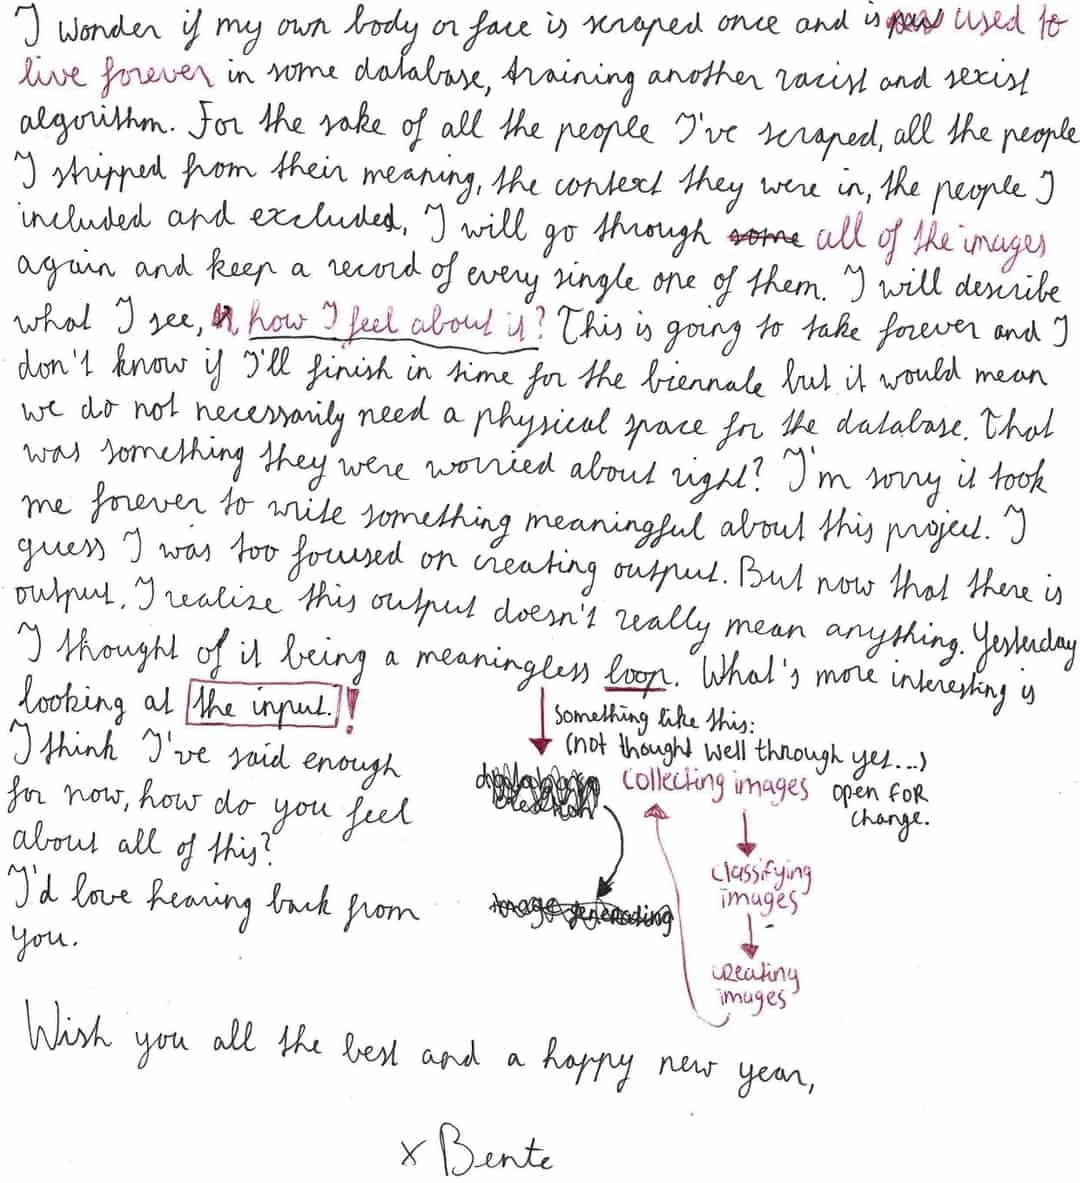 I wonder if my own body or face is scraped once and is used to
live forever in some database, training another racist and sexist
algorithm. For the sake of all the people I've scraped, all the people
I stripped from their meaning, the context they were in, the people I
included and excluded, I will go through some all of the images
again and keep a record of every single one of them. I will describe
what I see, how I feel about it? This is going to take forever and I
don't know if I'll finish in time for the biennale but it would mean
we do not necessarily need a physical space for the database. That
was something they were worried about right? I'm sorry it took
me forever to write something meaningful about this project. I
guess I was too focused on creating output. But now that there is
output, I realize this output doesn't really mean anything. Yesterday
I thought of it being a meaningless loop. What's more interesting is
looking at the input. !
I think I've said enough
for now, how do you feel
about all of this?
I'd love hearing back from
you.
something like this:
(not thought well through yet...)
open for
change.
collecting images
classifying
images
creating
images
image generating
Wish you all the best and a happy new year,
x Bente